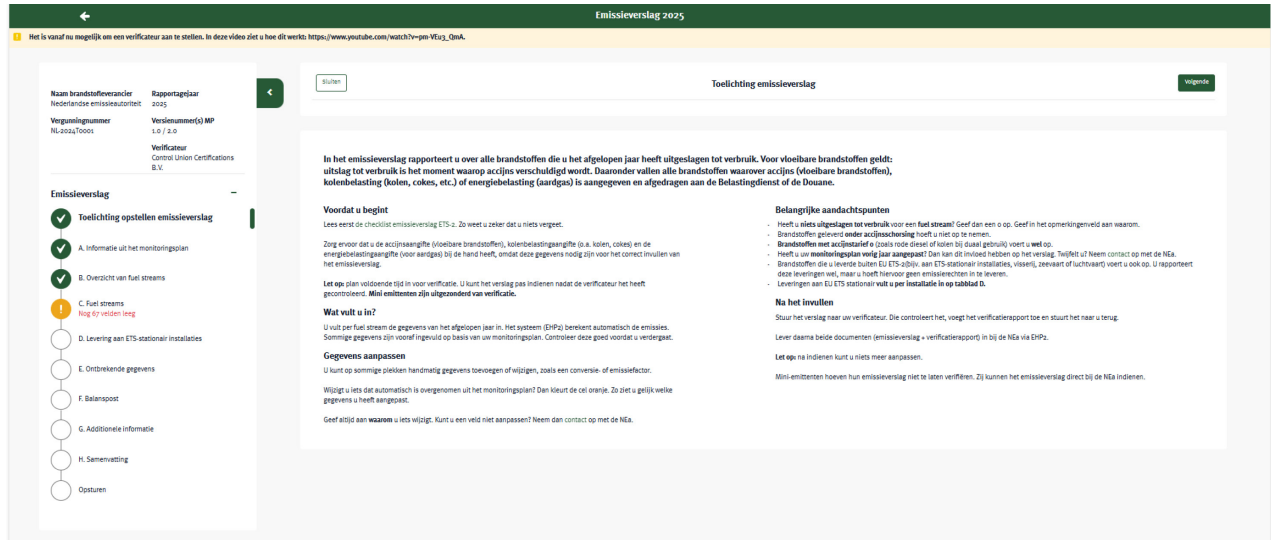 Emissieverslag 2025
Het is vanaf nu mogelijk om een verificateur aan te stellen. In deze video ziet u hoe dit werkt: https://www.youtube.com/watch?v=pm-VEu3_QmA.
Naam brandstofleverancier
Nederlandse emissieautoriteit
Rapportagejaar
2025
Vergunningnummer
NL-2024T0001
Versienummer(s) MP
1.0 / 2.0
Verificateur
Control Union Certifications
B.V.
Emissieverslag
Toelichting opstellen emissieverslag
A. Informatie uit het monitoringsplan
B. Overzicht van fuel streams
C. Fuel streams
Nog 67 velden leeg
D. Levering aan ETS-stationair installaties
E. Ontbrekende gegevens
F. Balanspost
G. Additionele informatie
H. Samenvatting
Opsturen
Sluiten
Toelichting emissieverslag
Volgende
In het emissieverslag rapporteert u over alle brandstoffen die u het afgelopen jaar heeft uitgeslagen tot verbruik. Voor vloeibare brandstoffen geldt:
uitslag tot verbruik is het moment waarop accijns verschuldigd wordt. Daaronder vallen alle brandstoffen waarover accijns (vloeibare brandstoffen),
kolenbelasting (kolen, cokes, etc.) of energiebelasting (aardgas) is aangegeven en afgedragen aan de Belastingdienst of de Douane.
Voordat u begint
Lees eerst de checklist emissieverslag ETS-2. Zo weet u zeker dat u niets vergeet.
Zorg ervoor dat u de accijnsaangifte (vloeibare brandstoffen), kolenbelastingaangifte (o.a. kolen, cokes) en de
energiebelastingaangifte (voor aardgas) bij de hand heeft, omdat deze gegevens nodig zijn voor het correct invullen van
het emissieverslag.
Let op: plan voldoende tijd in voor verificatie. U kunt het verslag pas indienen nadat de verificateur het heeft
gecontroleerd. Mini emittenten zijn uitgezonderd van verificatie.
Wat vult u in?
U vult per fuel stream de gegevens van het afgelopen jaar in. Het systeem (EHP2) berekent automatisch de emissies.
Sommige gegevens zijn vooraf ingevuld op basis van uw monitoringsplan. Controleer deze goed voordat u verdergaat.
Gegevens aanpassen
U kunt op sommige plekken handmatig gegevens toevoegen of wijzigen, zoals een conversie- of emissiefactor.
Wijzigt u iets dat automatisch is overgenomen uit het monitoringsplan? Dan kleurt de cel oranje. Zo ziet u gelijk welke
gegevens u heeft aangepast.
Geef altijd aan waarom u iets wijzigt. Kunt u een veld niet aanpassen? Neem dan contact op met de NEa.
Belangrijke aandachtspunten
- Heeft u niets uitgeslagen tot verbruik voor een fuel stream? Geef dan een 0 op. Geef in het opmerkingenveld aan waarom.
- Brandstoffen geleverd onder accijnsschorsing hoeft u niet op te nemen.
- Brandstoffen met accijnstarief 0 (zoals rode diesel of kolen bij duaal gebruik) voert u wel op.
- Heeft u uw monitoringsplan vorig jaar aangepast? Dan kan dit invloed hebben op het verslag. Twijfelt u? Neem contact op met de NEa.
- Brandstoffen die u leverde buiten EU ETS-2(bijv. aan ETS-stationair installaties, visserij, zeevaart of luchtvaart) voert u ook op. U rapporteert
deze leveringen wel, maar u hoeft hiervoor geen emissierechten in te leveren.
- Leveringen aan EU ETS stationair vult u per installatie in op tabblad D.
Na het invullen
Stuur het verslag naar uw verificateur. Die controleert het, voegt het verificatierapport toe en stuurt het naar u terug.
Lever daarna beide documenten (emissieverslag + verificatierapport) in bij de NEa via EHP2.
Let op: na indienen kunt u niets meer aanpassen.
Mini-emittenten hoeven hun emissieverslag niet te laten verifiëren. Zij kunnen het emissieverslag direct bij de NEa indienen.